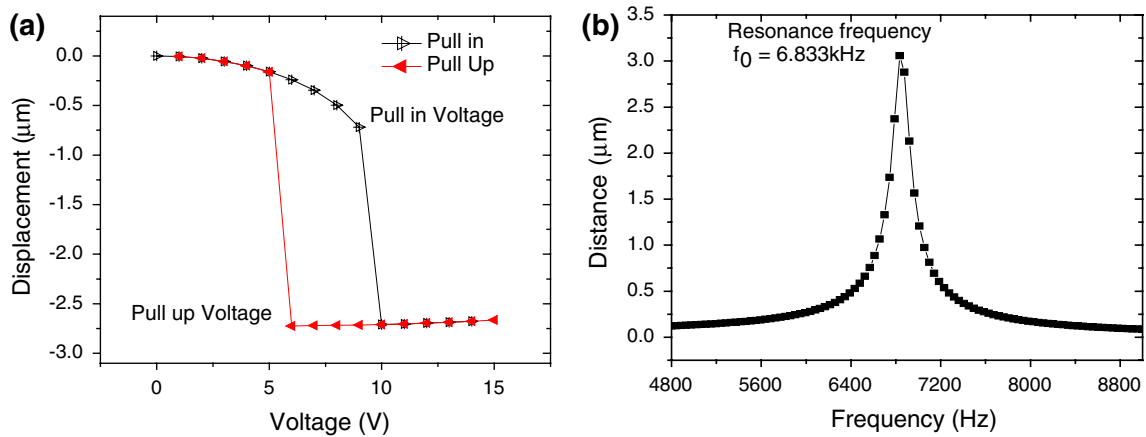 (a)
Pull in
Pull Up
Pull in Voltage
Pull up Voltage
0.0
-0.5
-1.0
-1.5
-2.0
-2.5
-3.0
Displacement (μm)
0
5
10
15
Voltage (V)
(b)
Resonance frequency
f0 = 6.833kHz
3.5
3.0
2.5
2.0
1.5
1.0
0.5
0.0
Distance (μm)
4800
5600
6400
7200
8000
8800
Frequency (Hz)